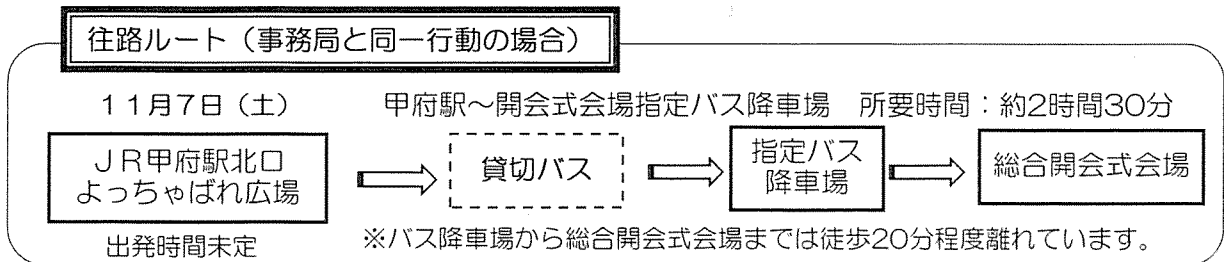 往路ルート（事務局と同一行動の場合）
１１月７日（土）
甲府駅～開会式会場指定バス降車場　所要時間：約2時間30分
ＪＲ甲府駅北口
よっちゃばれ広場
貸切バス
指定バス
降車場
総合開会式会場
出発時間未定
※バス降車場から総合開会式会場までは徒歩20分程度離れています。